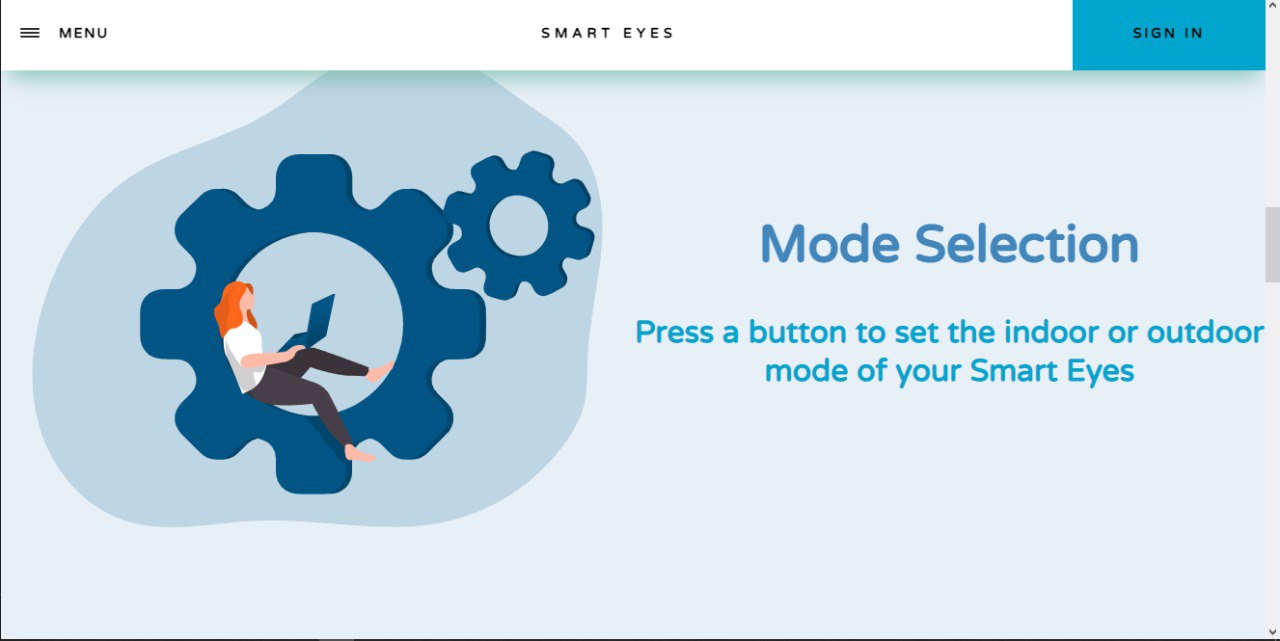 MENU
SMART EYES
SIGN IN
Mode Selection
Press a button to set the indoor or outdoor
mode of your Smart Eyes